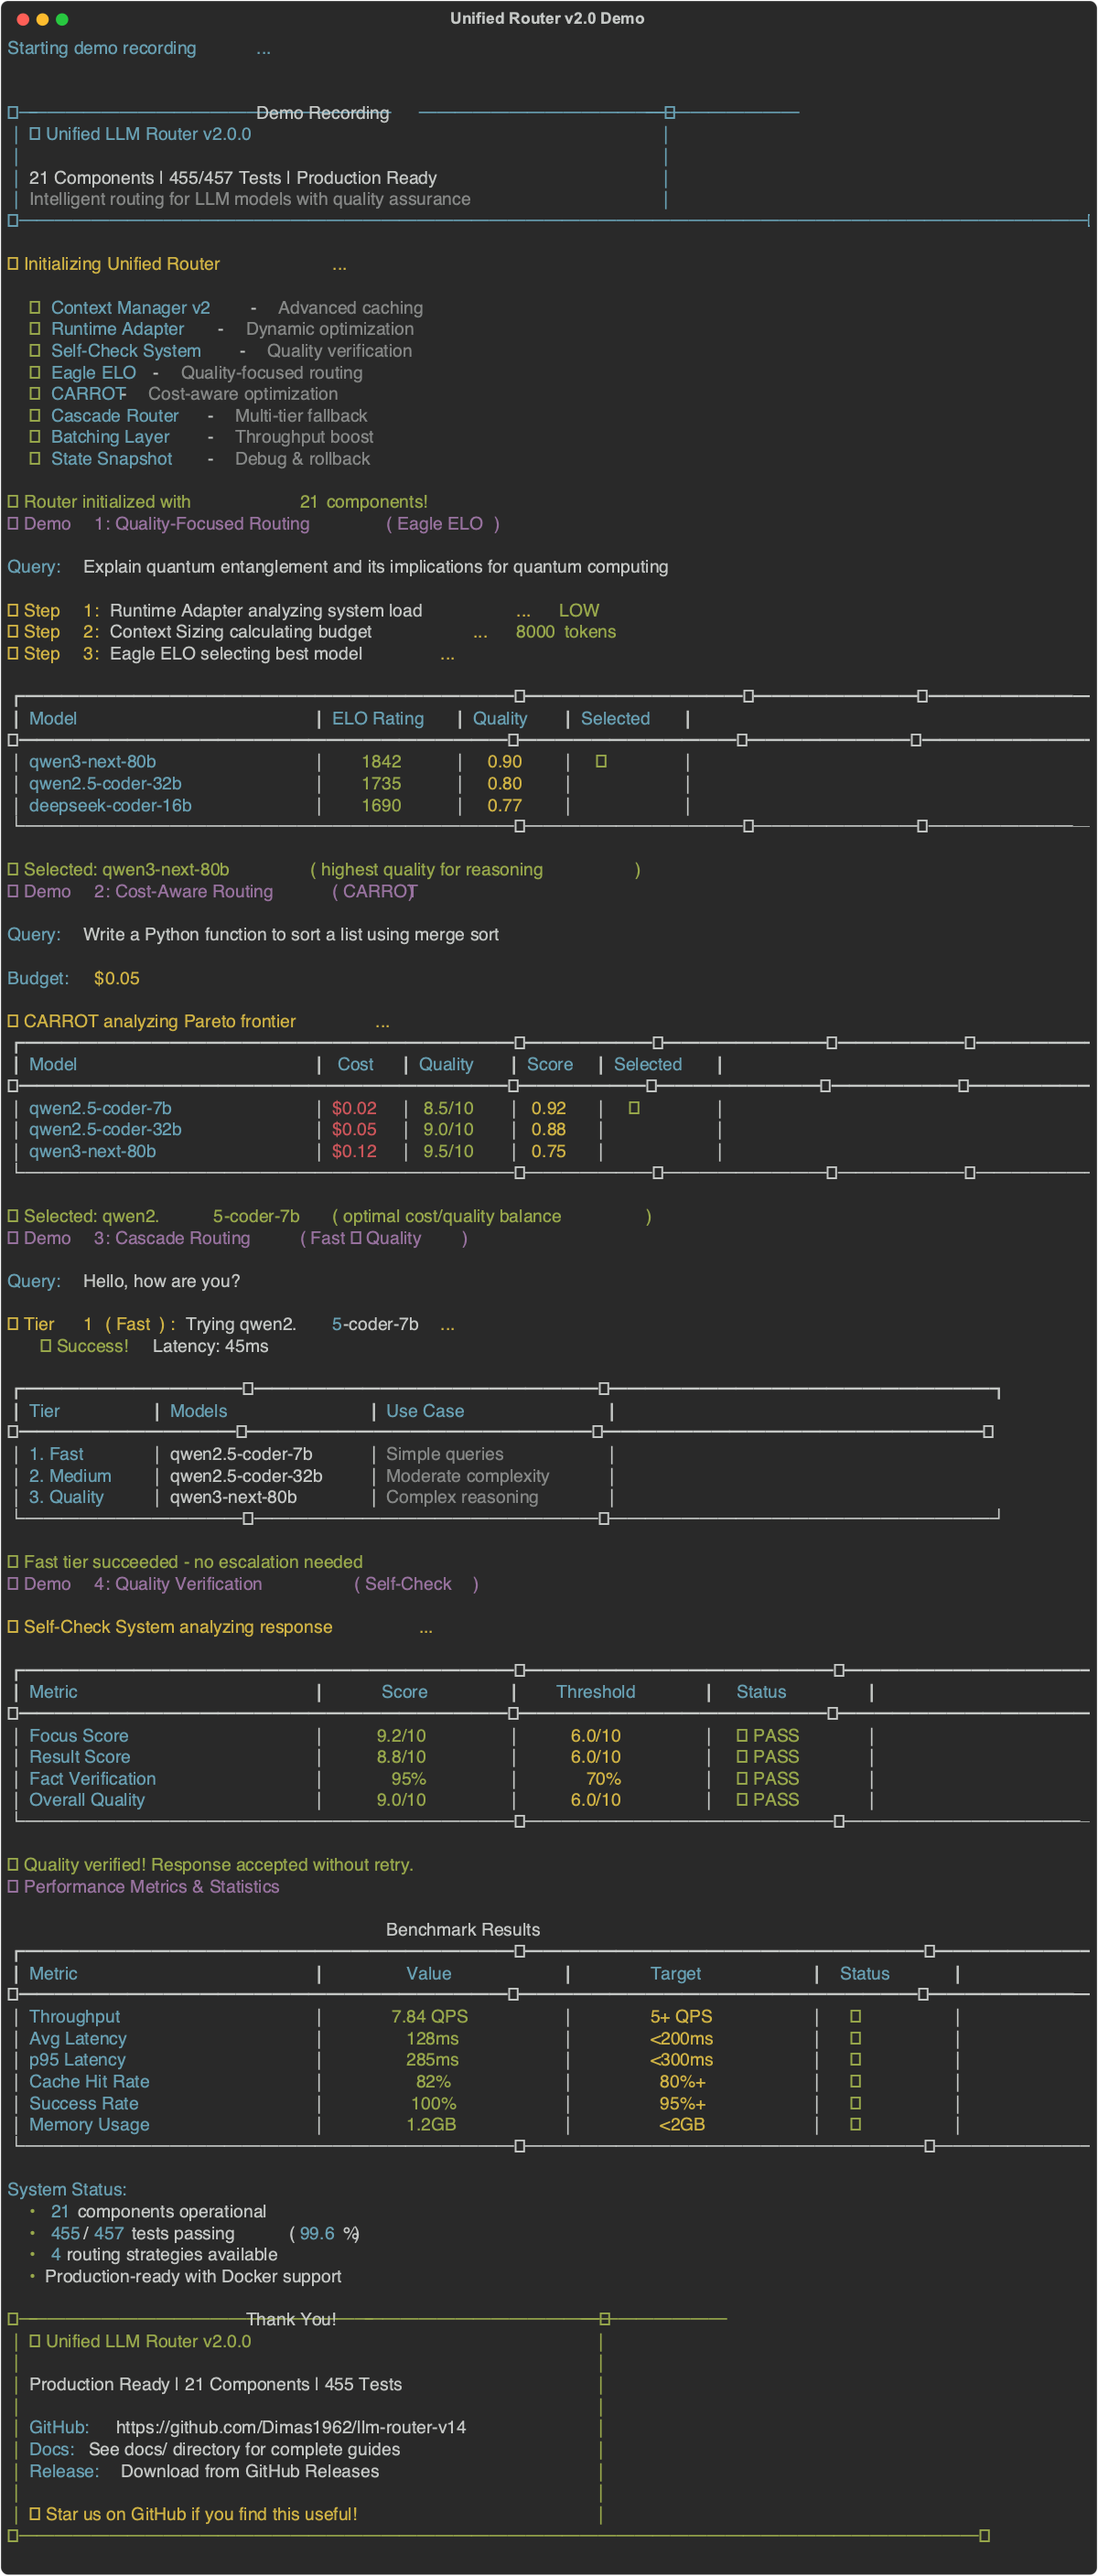 Unified Router v2.0 Demo
Starting demo recording ...
Demo Recording
Unified LLM Router v2.0.0
21 Components | 455/457 Tests | Production Ready
Intelligent routing for LLM models with quality assurance
Initializing Unified Router ...
Context Manager v2 - Advanced caching
Runtime Adapter - Dynamic optimization
Self-Check System - Quality verification
Eagle ELO - Quality-focused routing
CARROT - Cost-aware optimization
Cascade Router - Multi-tier fallback
Batching Layer - Throughput boost
State Snapshot - Debug & rollback
Router initialized with 21 components!
Demo 1: Quality-Focused Routing (Eagle ELO)
Query: Explain quantum entanglement and its implications for quantum computing
Step 1: Runtime Adapter analyzing system load ... LOW
Step 2: Context Sizing calculating budget ... 8000 tokens
Step 3: Eagle ELO selecting best model ...
Model | ELO Rating | Quality | Selected
qwen3-next-80b | 1842 | 0.90
qwen2.5-coder-32b | 1735 | 0.80
deepseek-coder-16b | 1690 | 0.77
Selected: qwen3-next-80b (highest quality for reasoning)
Demo 2: Cost-Aware Routing (CARROT)
Query: Write a Python function to sort a list using merge sort
Budget: $0.05
CARROT analyzing Pareto frontier ...
Model | Cost | Quality | Score | Selected
qwen2.5-coder-7b | $0.02 | 8.5/10 | 0.92
qwen2.5-coder-32b | $0.05 | 9.0/10 | 0.88
qwen3-next-80b | $0.12 | 9.5/10 | 0.75
Selected: qwen2.5-coder-7b (optimal cost/quality balance)
Demo 3: Cascade Routing (Fast Quality)
Query: Hello, how are you?
Tier 1 (Fast): Trying qwen2.5-coder-7b ...
Success! Latency: 45ms
Tier | Models | Use Case
1. Fast | qwen2.5-coder-7b | Simple queries
2. Medium | qwen2.5-coder-32b | Moderate complexity
3. Quality | qwen3-next-80b | Complex reasoning
Fast tier succeeded - no escalation needed
Demo 4: Quality Verification (Self-Check)
Self-Check System analyzing response ...
Metric | Score | Threshold | Status
Focus Score | 9.2/10 | 6.0/10 | PASS
Result Score | 8.8/10 | 6.0/10 | PASS
Fact Verification | 95% | 70% | PASS
Overall Quality | 9.0/10 | 6.0/10 | PASS
Quality verified! Response accepted without retry.
Performance Metrics & Statistics
Benchmark Results
Metric | Value | Target | Status
Throughput | 7.84 QPS | 5+ QPS
Avg Latency | 128ms | <200ms
p95 Latency | 285ms | <300ms
Cache Hit Rate | 82% | 80%+
Success Rate | 100% | 95%+
Memory Usage | 1.2GB | <2GB
System Status:
• 21 components operational
• 455/457 tests passing (99.6%)
• 4 routing strategies available
• Production-ready with Docker support
Thank You!
Unified LLM Router v2.0.0
Production Ready | 21 Components | 455 Tests
GitHub: https://github.com/Dimas1962/llm-router-v14
Docs: See docs/ directory for complete guides
Release: Download from GitHub Releases
Star us on GitHub if you find this useful!